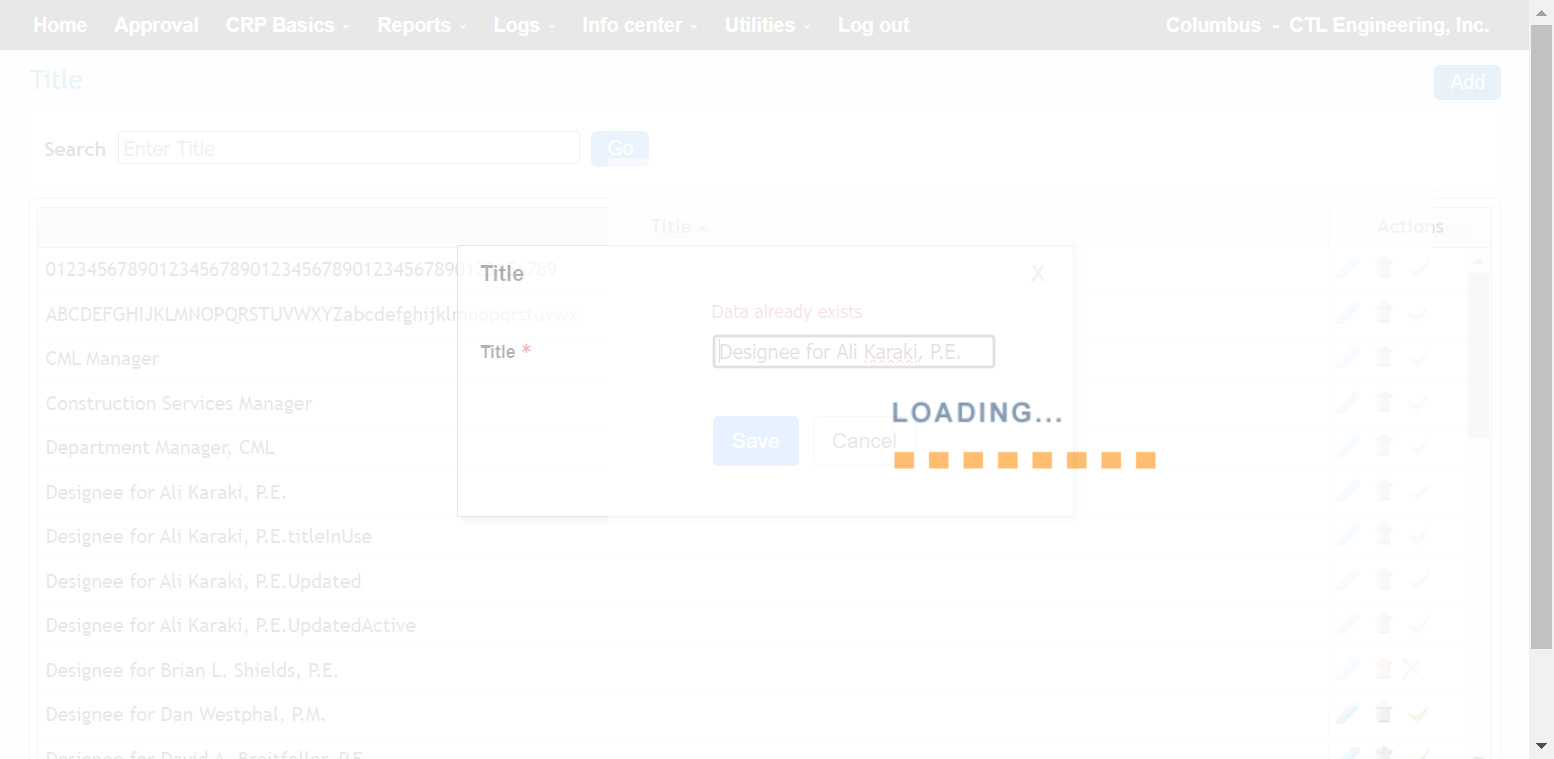 Home Approval CRP Basics Reports Logs Info center Utilities Log out Columbus - CTL Engineering, Inc.
Title Add
Search Enter Title Go
Title Actions
Title X
Data already exists
Title * Designee for Ali Karaki, P.E.
LOADING...
Save Cancel
ABCDEFGHIJKLMNOPQRSTUVWXYZabcdefghijklmnopqrstuvwx
CML Manager
Construction Services Manager
Department Manager, CML
Designee for Ali Karaki, P.E.
Designee for Ali Karaki, P.E.titleInUse
Designee for Ali Karaki, P.E.Updated
Designee for Ali Karaki, P.E.UpdatedActive
Designee for Brian L. Shields, P.E.
Designee for Dan Westphal, P.M.
Designee for David A. Breitfeller, P.E.